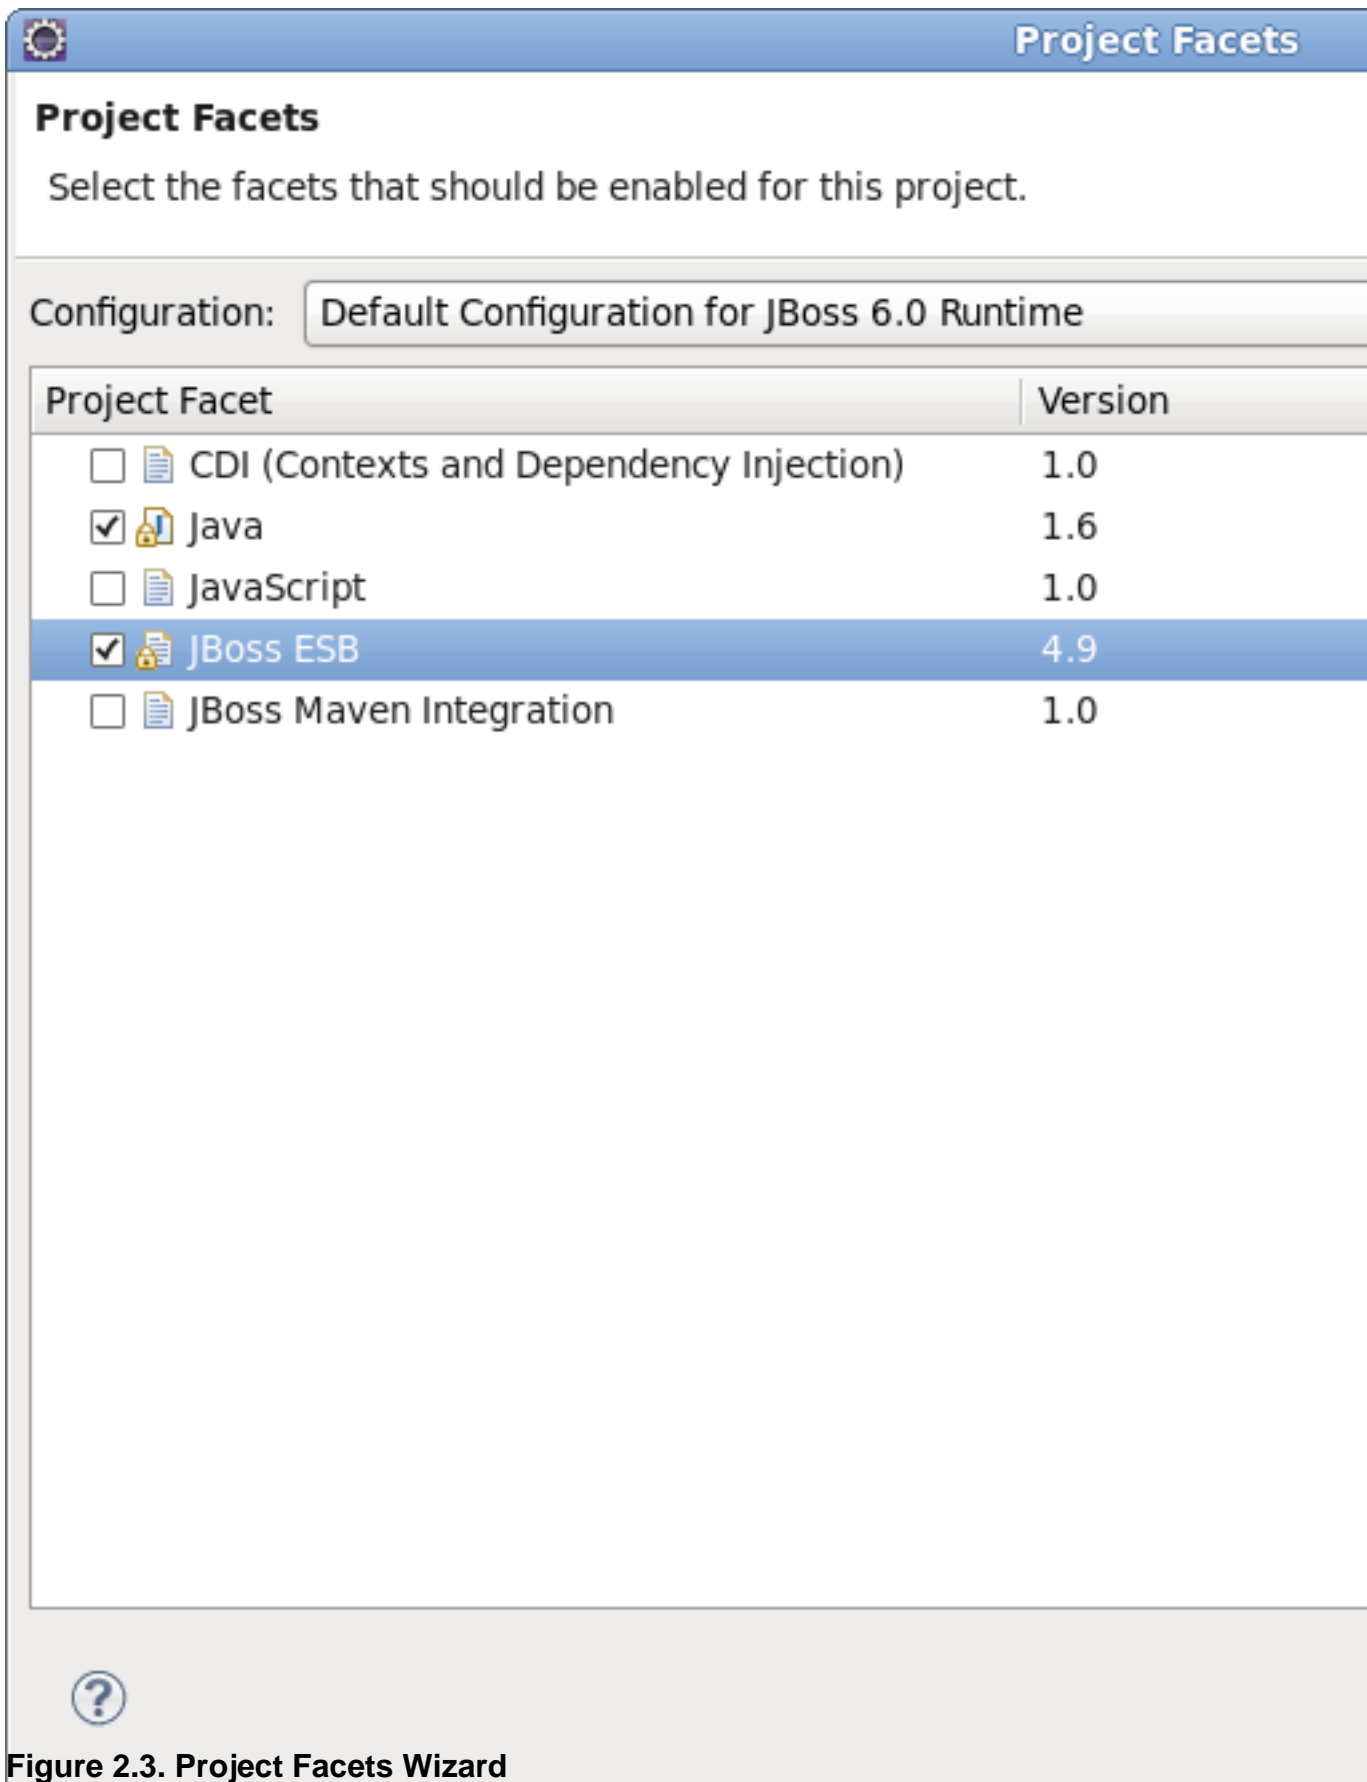 Project Facets
Project Facets
Select the facets that should be enabled for this project.
Configuration: Default Configuration for JBoss 6.0 Runtime
Project Facet Version
CDI (Contexts and Dependency Injection) 1.0
Java 1.6
JavaScript 1.0
JBoss ESB 4.9
JBoss Maven Integration 1.0
?
Figure 2.3. Project Facets Wizard